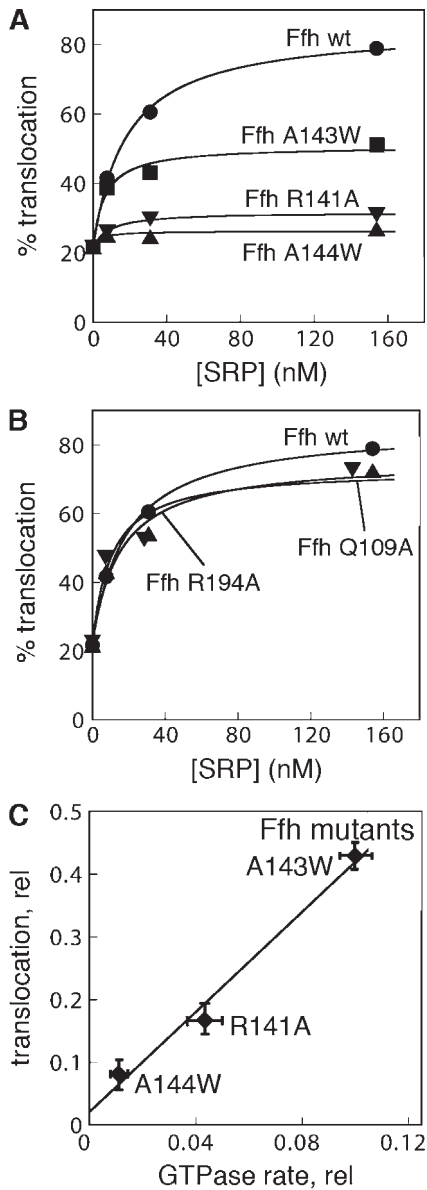 A
80
60
40
20
0
% translocation
Ffh wt
Ffh A143W
Ffh R141A
Ffh A144W
0 40 80 120 160
[SRP] (nM)
B
80
60
40
20
0
% translocation
Ffh wt
Ffh Q109A
Ffh R194A
0 40 80 120 160
[SRP] (nM)
C
0.5
0.4
0.3
0.2
0.1
0
translocation, rel
Ffh mutants
A143W
R141A
A144W
0 0.04 0.08 0.12
GTPase rate, rel